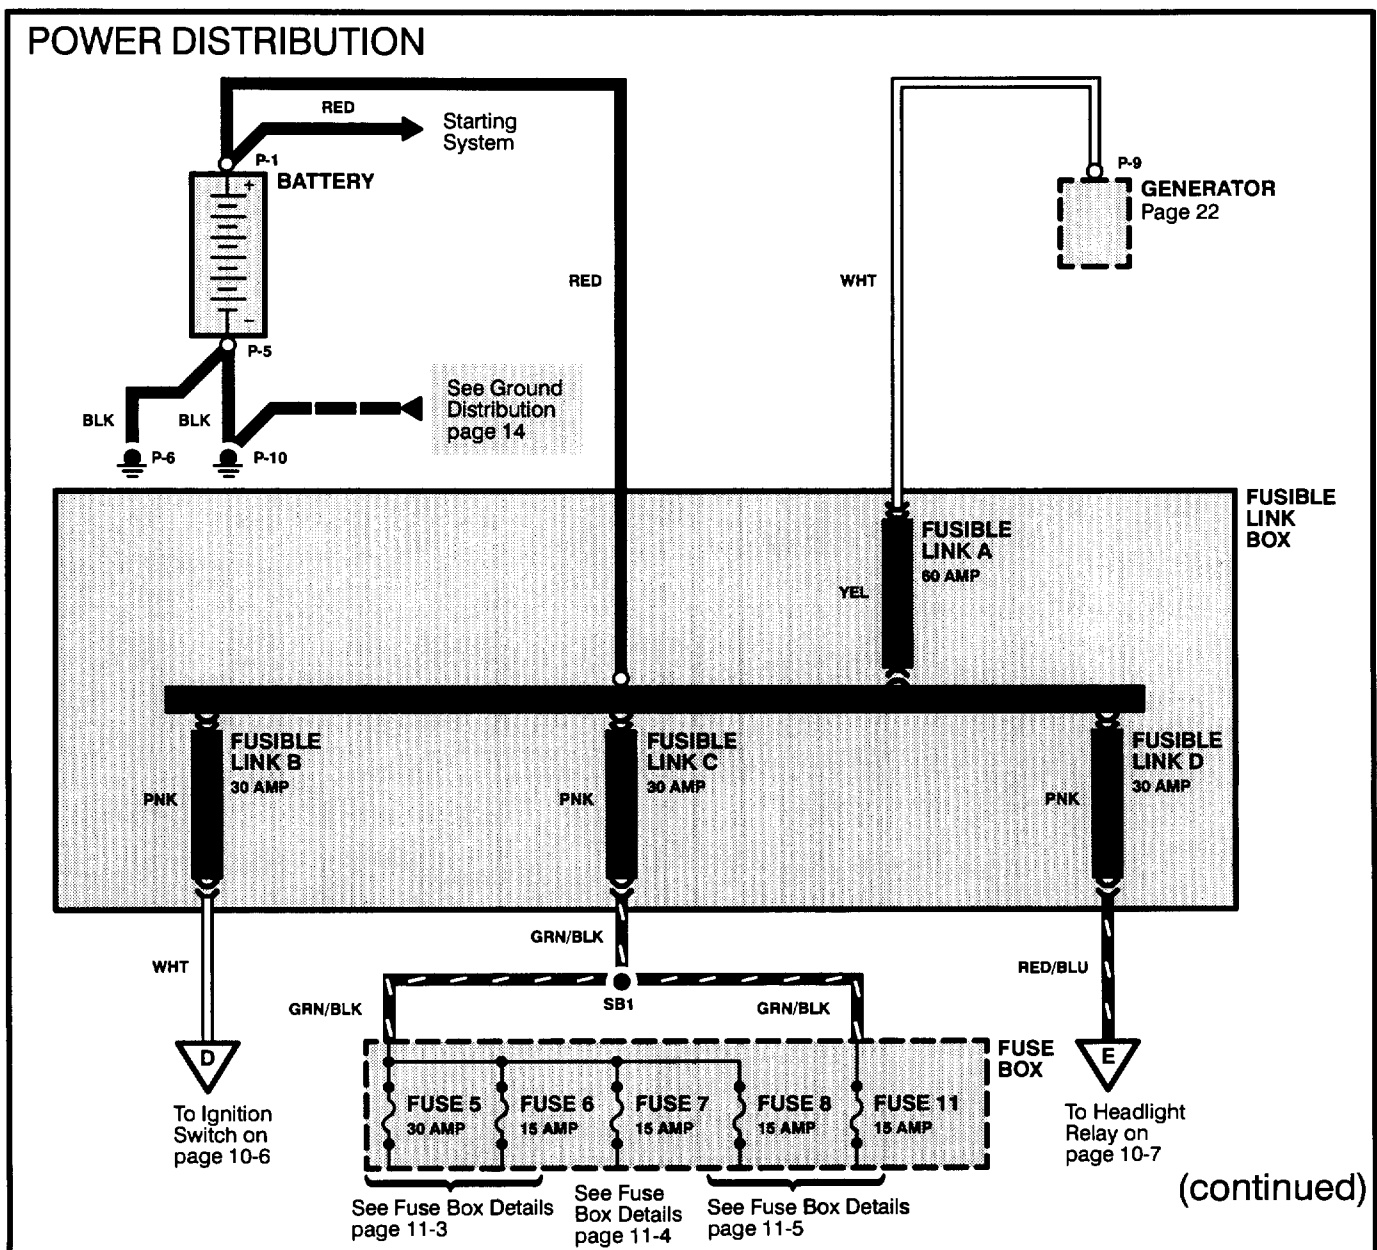 POWER DISTRIBUTION
RED
Starting
System
P-1
BATTERY
+
−
P-9
GENERATOR
Page 22
RED
WHT
P-5
See Ground
Distribution
page 14
BLK
BLK
P-6
P-10
FUSIBLE
LINK
BOX
FUSIBLE
LINK A
60 AMP
YEL
FUSIBLE
LINK B
30 AMP
PNK
FUSIBLE
LINK C
30 AMP
PNK
FUSIBLE
LINK D
30 AMP
PNK
GRN/BLK
WHT
RED/BLU
SB1
GRN/BLK
GRN/BLK
D
To Ignition
Switch on
page 10-6
FUSE
BOX
FUSE 5
30 AMP
FUSE 6
15 AMP
FUSE 7
15 AMP
FUSE 8
15 AMP
FUSE 11
15 AMP
E
To Headlight
Relay on
page 10-7
See Fuse Box Details
page 11-3
See Fuse
Box Details
page 11-4
See Fuse Box Details
page 11-5
(continued)